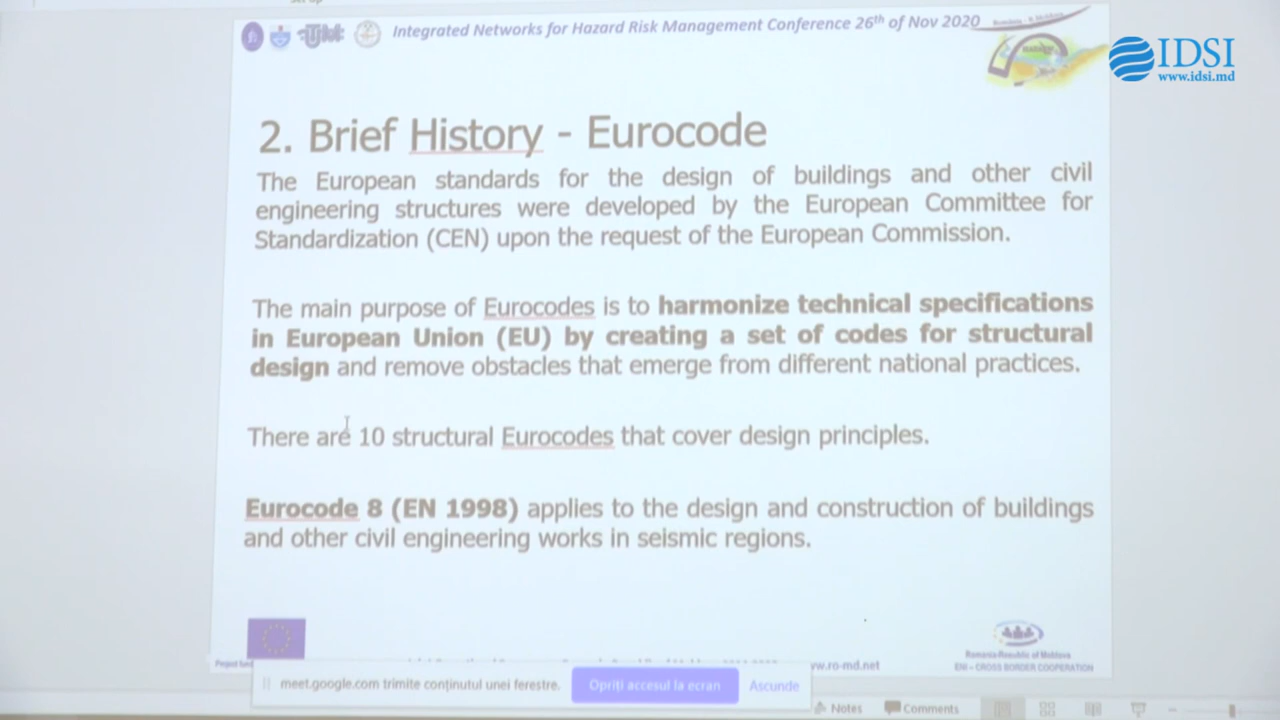 Integrated Networks for Hazard Risk Management Conference 26th of Nov 2020
IDSI
www.idsi.md
2. Brief History - Eurocode
The European standards for the design of buildings and other civil
engineering structures were developed by the European Committee for
Standardization (CEN) upon the request of the European Commission.
The main purpose of Eurocodes is to harmonize technical specifications
in European Union (EU) by creating a set of codes for structural
design and remove obstacles that emerge from different national practices.
There are 10 structural Eurocodes that cover design principles.
Eurocode 8 (EN 1998) applies to the design and construction of buildings
and other civil engineering works in seismic regions.
Romania-Republic of Moldova
ENI – CROSS BORDER COOPERATION
ww.ro-md.net
meet.google.com trimite conținutul unei ferestre.
Opriți accesul la ecran
Ascunde
Notes
Comments